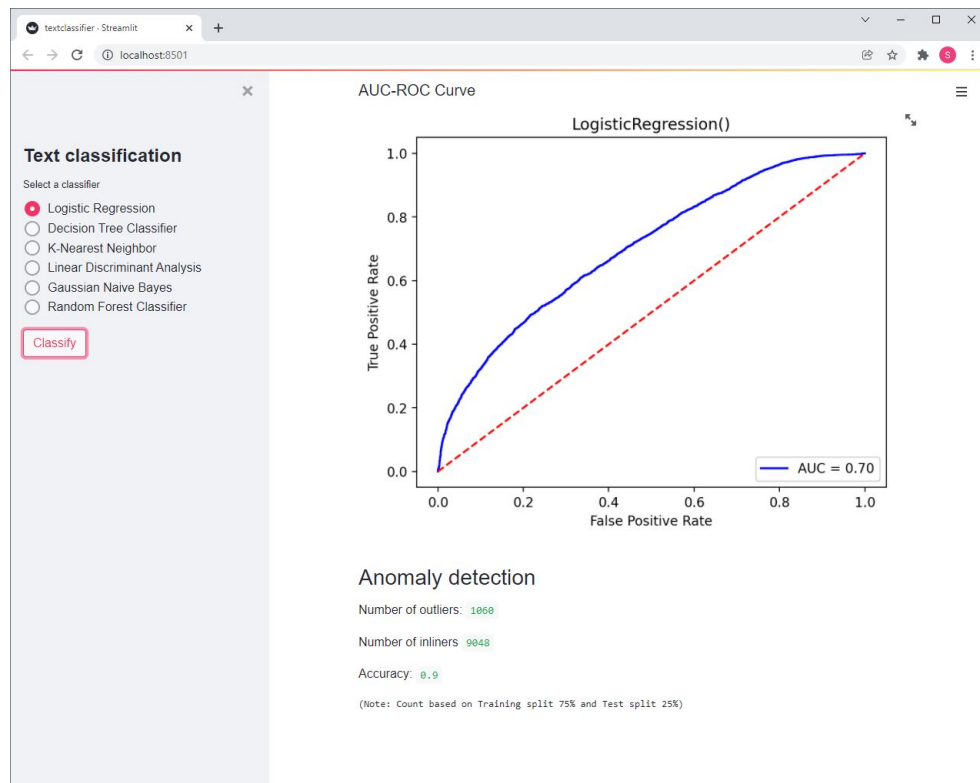 textclassifier · Streamlit
localhost:8501
S
Text classification
Select a classifier
Logistic Regression
Decision Tree Classifier
K-Nearest Neighbor
Linear Discriminant Analysis
Gaussian Naive Bayes
Random Forest Classifier
Classify
AUC-ROC Curve
LogisticRegression()
True Positive Rate
1.0
0.8
0.6
0.4
0.2
0.0
AUC = 0.70
0.0 0.2 0.4 0.6 0.8 1.0
False Positive Rate
Anomaly detection
Number of outliers: 1060
Number of inliners 9048
Accuracy: 0.9
(Note: Count based on Training split 75% and Test split 25%)